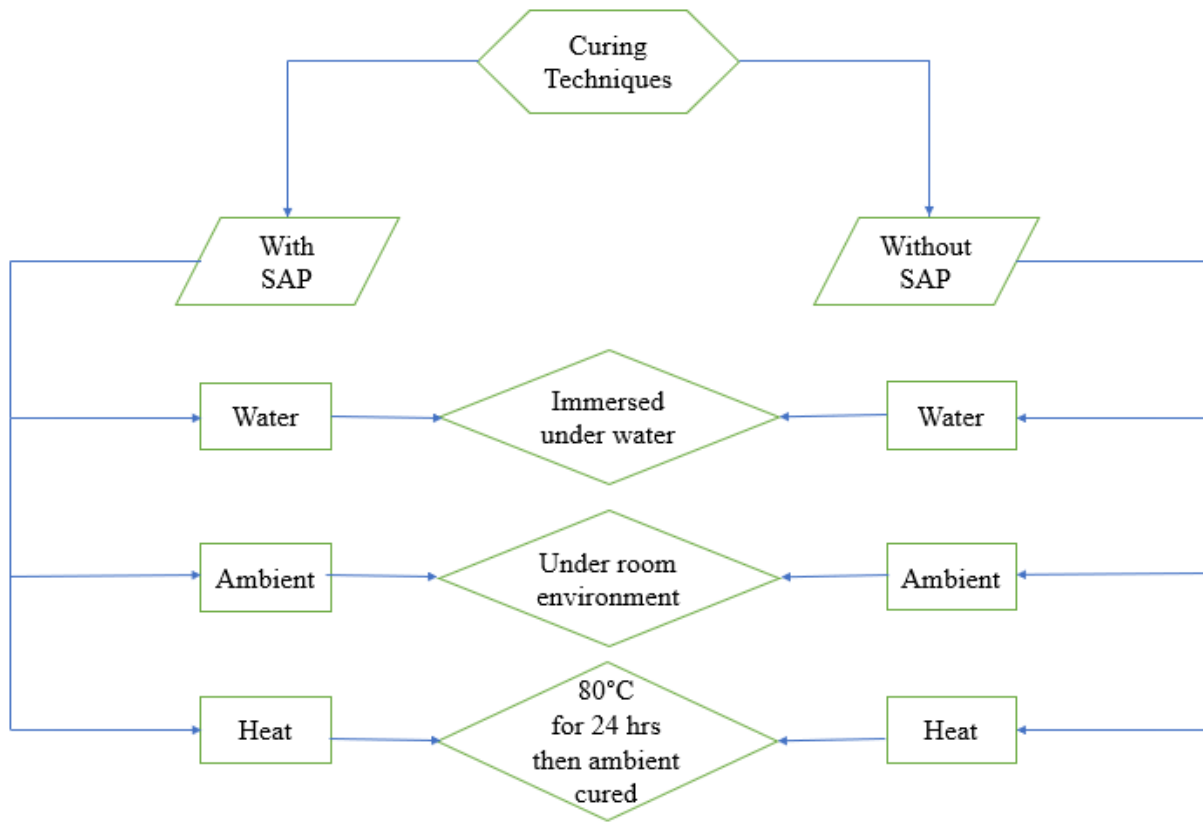 Curing
Techniques
With
SAP
Without
SAP
Water
Immersed
under water
Water
Ambient
Under room
environment
Ambient
Heat
80°C
for 24 hrs
then ambient
cured
Heat